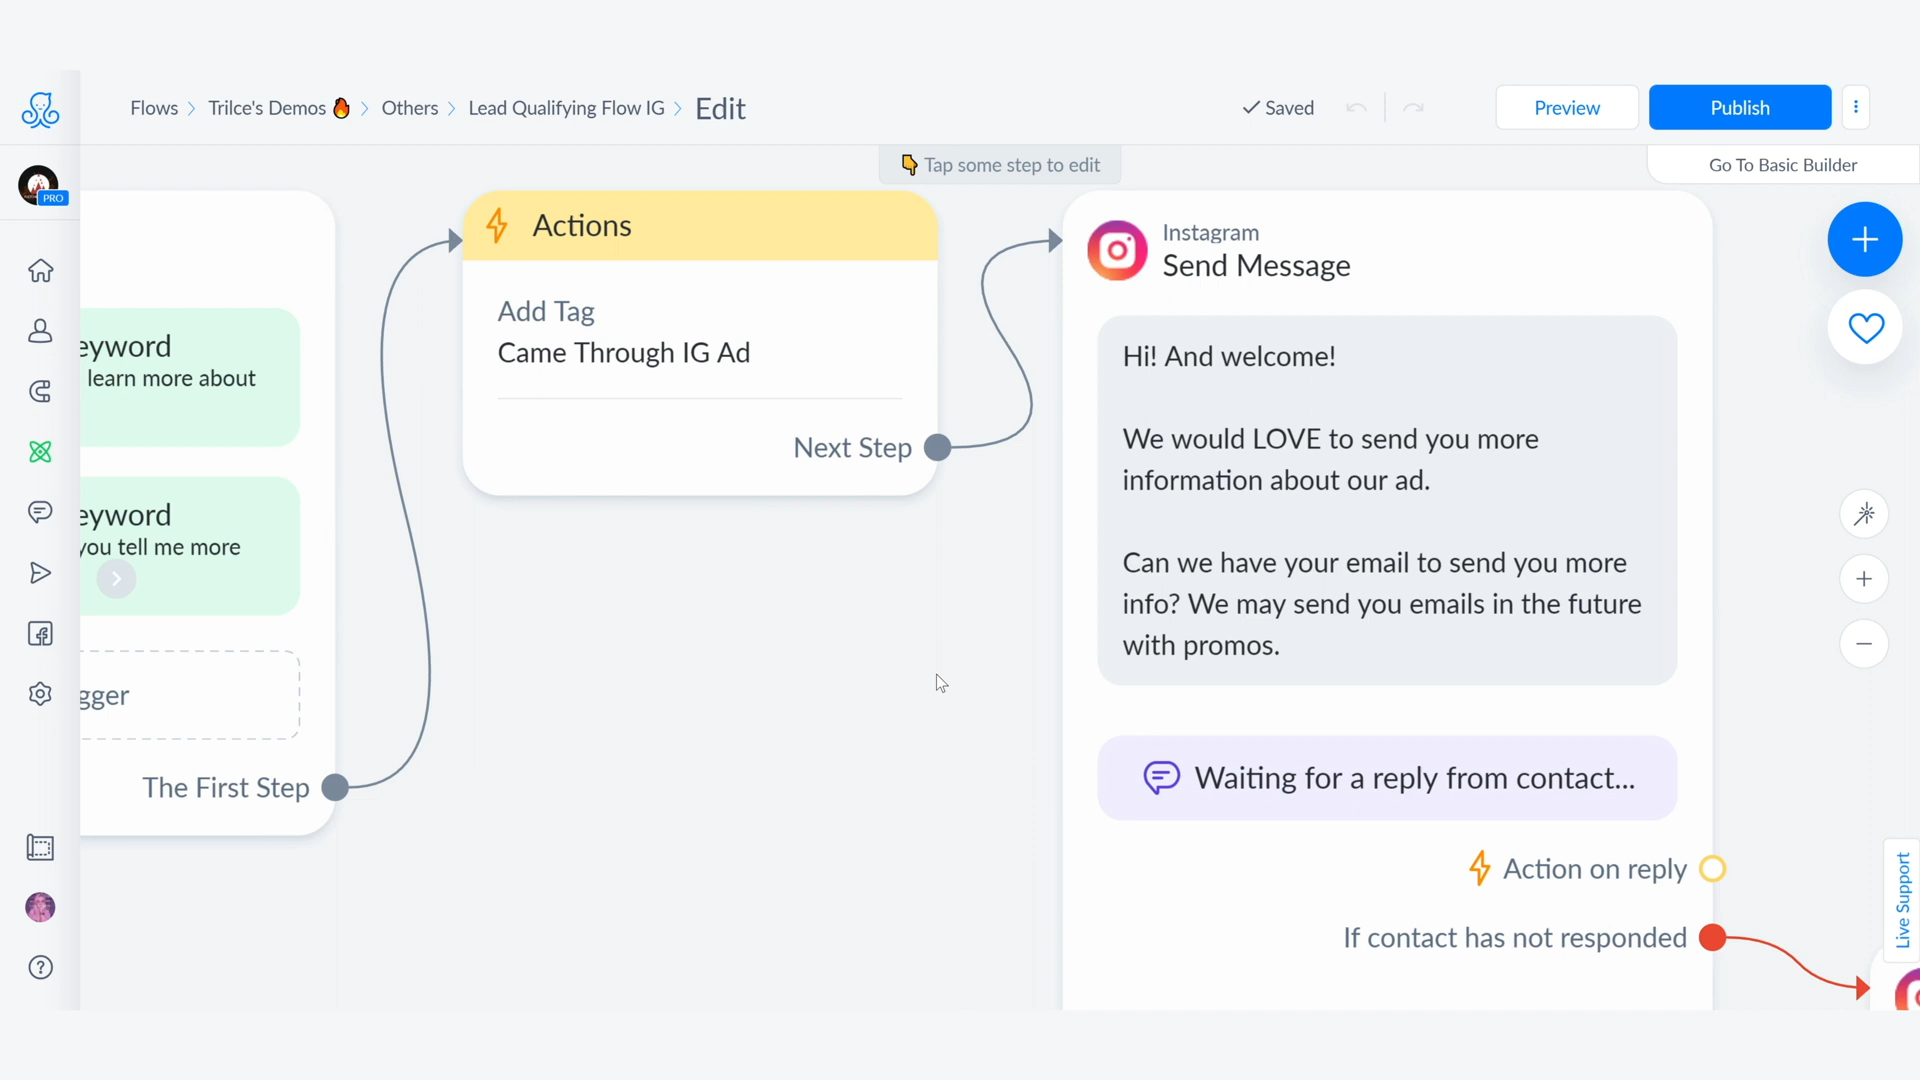 Flows > Trilce's Demos 🔥 > Others > Lead Qualifying Flow IG > Edit
Saved
Preview
Publish
👇 Tap some step to edit
Go To Basic Builder
PRO
eyword
learn more about
eyword
you tell me more
gger
The First Step
Actions
Add Tag
Came Through IG Ad
Next Step
Instagram
Send Message
Hi! And welcome!
We would LOVE to send you more
information about our ad.
Can we have your email to send you more
info? We may send you emails in the future
with promos.
Waiting for a reply from contact...
Action on reply
If contact has not responded
Live Support